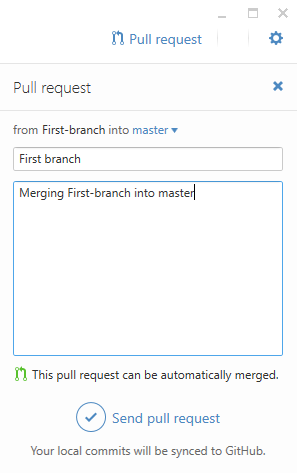 Pull request
Pull request
from First-branch into master
First branch
Merging First-branch into master
This pull request can be automatically merged.
Send pull request
Your local commits will be synced to GitHub.